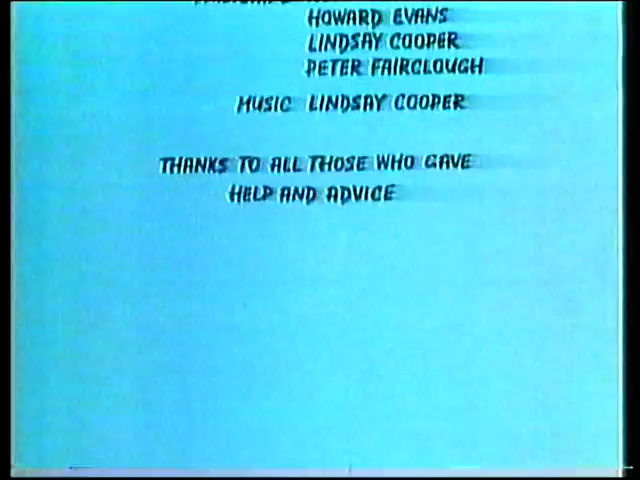 HOWARD EVANS
LINDSAY COOPER
PETER FAIRCLOUGH
MUSIC LINDSAY COOPER
THANKS TO ALL THOSE WHO GAVE
HELP AND ADVICE